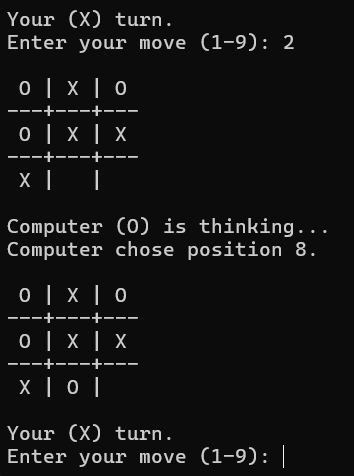 Your (X) turn.
Enter your move (1-9): 2
O | X | O
---+---+---
O | X | X
---+---+---
X |   |
Computer (O) is thinking...
Computer chose position 8.
O | X | O
---+---+---
O | X | X
---+---+---
X | O |
Your (X) turn.
Enter your move (1-9):